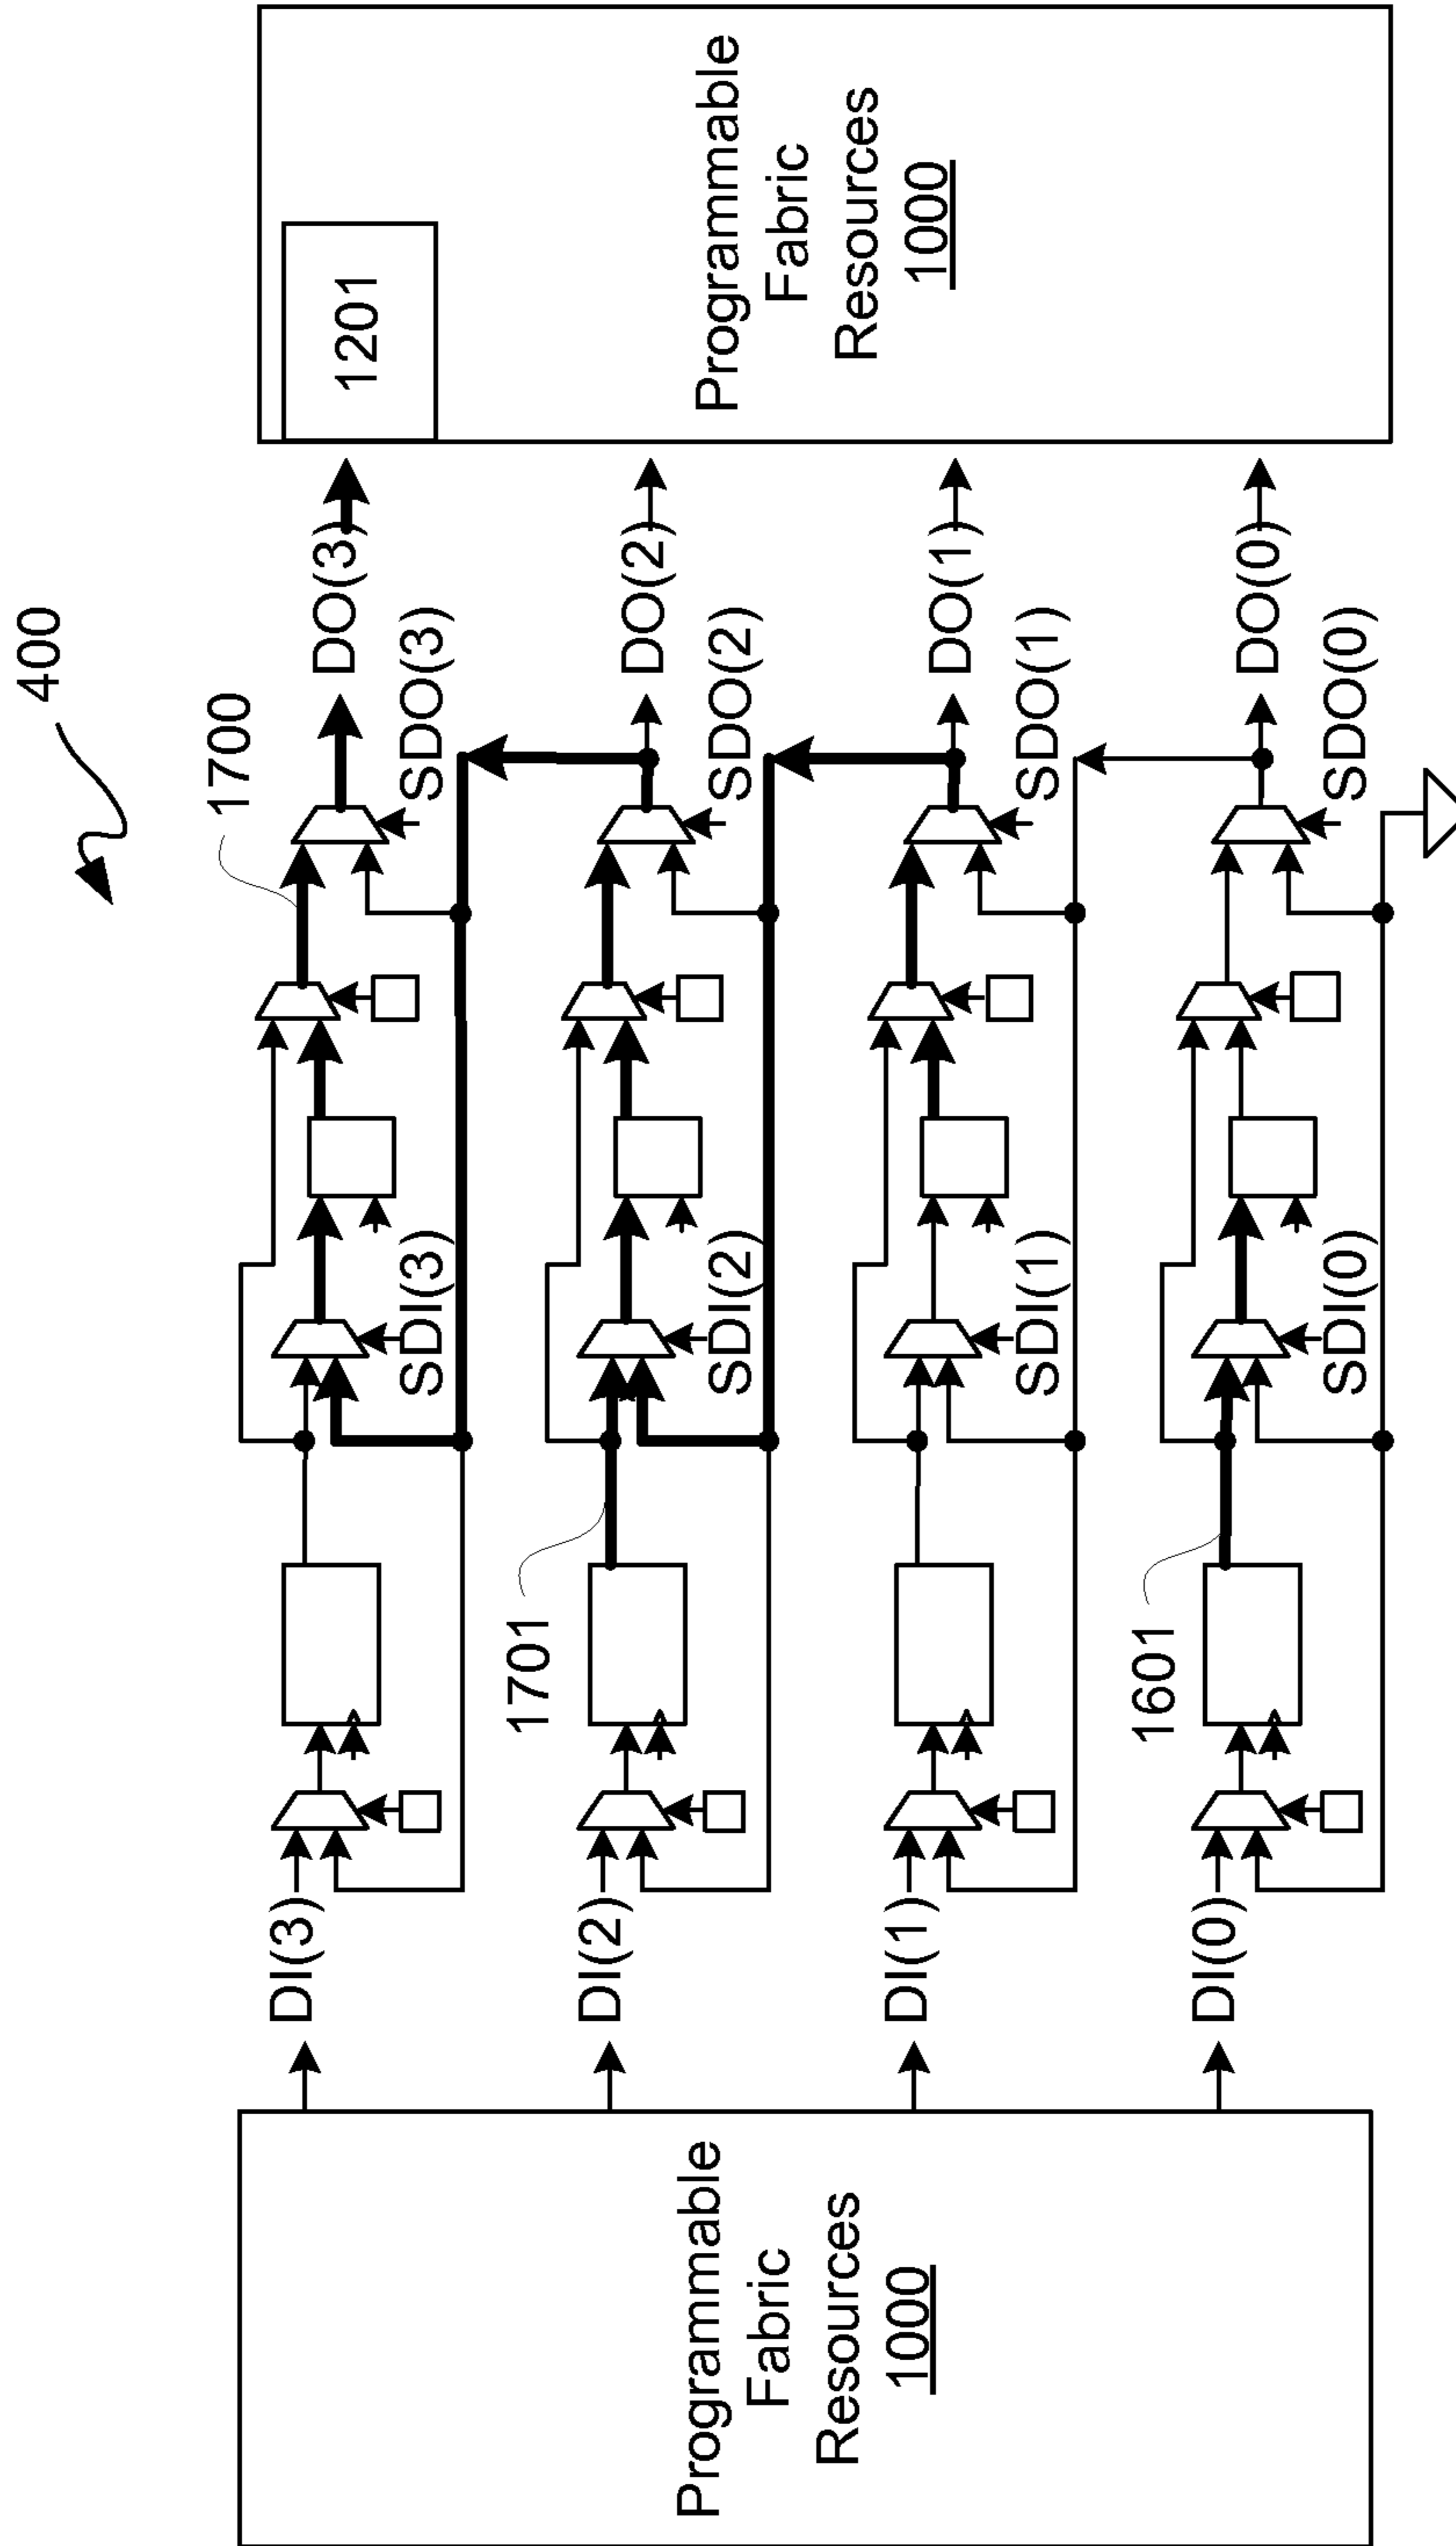 400
Programmable
Fabric
Resources
1000
DI(3)
DI(2)
DI(1)
DI(0)
1701
1601
SDI(3)
SDI(2)
SDI(1)
SDI(0)
1700
DO(3)
SDO(3)
DO(2)
SDO(2)
DO(1)
SDO(1)
DO(0)
SDO(0)
1201
Programmable
Fabric
Resources
1000